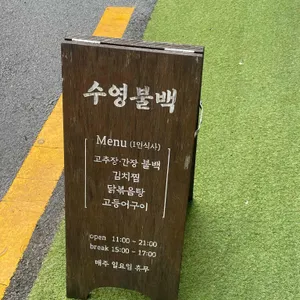 수영불백
Menu (1인식사)
고추장·간장 불백
김치찜
닭볶음탕
고등어구이
open 11:00 - 21:00
break 15:00 - 17:00
매주 일요일 휴무